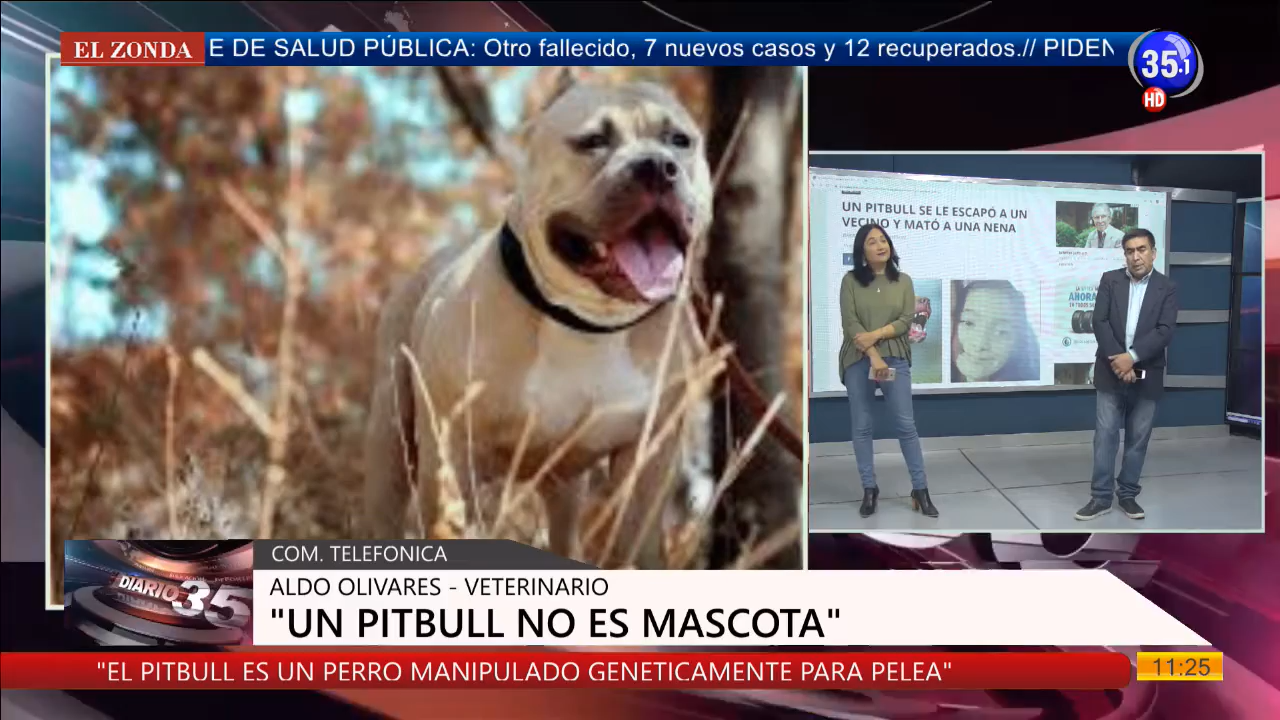 EL ZONDA
E DE SALUD PÚBLICA: Otro fallecido, 7 nuevos casos y 12 recuperados.// PIDEN
35.1
HD
UN PITBULL SE LE ESCAPÓ A UN
VECINO Y MATÓ A UNA NENA
AHORA
COM. TELEFONICA
DIARIO 35
ALDO OLIVARES - VETERINARIO
"UN PITBULL NO ES MASCOTA"
"EL PITBULL ES UN PERRO MANIPULADO GENETICAMENTE PARA PELEA"
11:25